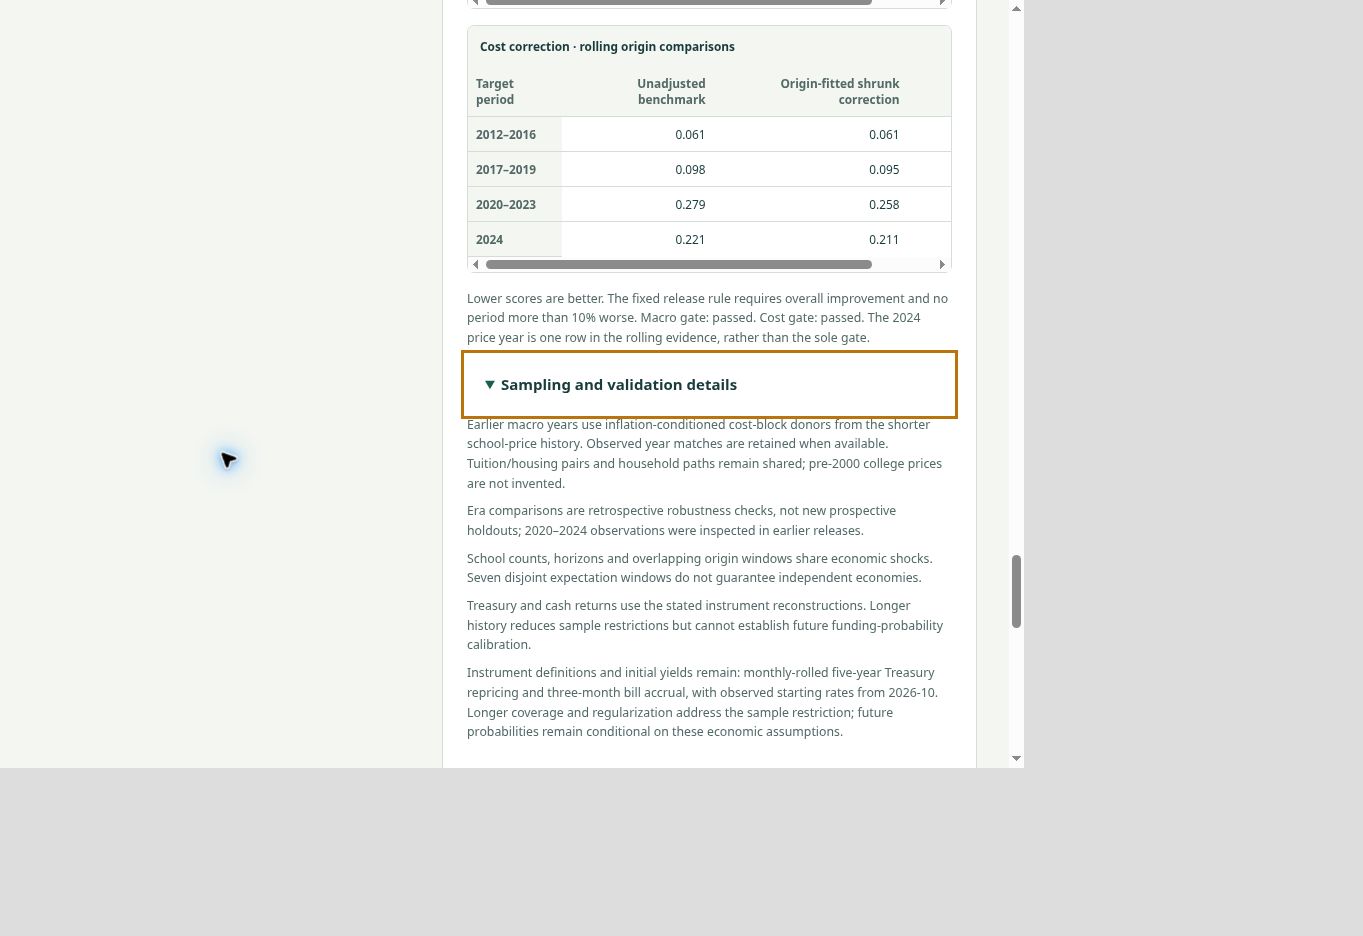 Cost correction · rolling origin comparisons
Target period	Unadjusted benchmark	Origin-fitted shrunk correction
2012–2016	0.061	0.061
2017–2019	0.098	0.095
2020–2023	0.279	0.258
2024	0.221	0.211
Lower scores are better. The fixed release rule requires overall improvement and no
period more than 10% worse. Macro gate: passed. Cost gate: passed. The 2024
price year is one row in the rolling evidence, rather than the sole gate.
▼ Sampling and validation details
Earlier macro years use inflation-conditioned cost-block donors from the shorter
school-price history. Observed year matches are retained when available.
Tuition/housing pairs and household paths remain shared; pre-2000 college prices
are not invented.
Era comparisons are retrospective robustness checks, not new prospective
holdouts; 2020–2024 observations were inspected in earlier releases.
School counts, horizons and overlapping origin windows share economic shocks.
Seven disjoint expectation windows do not guarantee independent economies.
Treasury and cash returns use the stated instrument reconstructions. Longer
history reduces sample restrictions but cannot establish future funding-probability
calibration.
Instrument definitions and initial yields remain: monthly-rolled five-year Treasury
repricing and three-month bill accrual, with observed starting rates from 2026-10.
Longer coverage and regularization address the sample restriction; future
probabilities remain conditional on these economic assumptions.